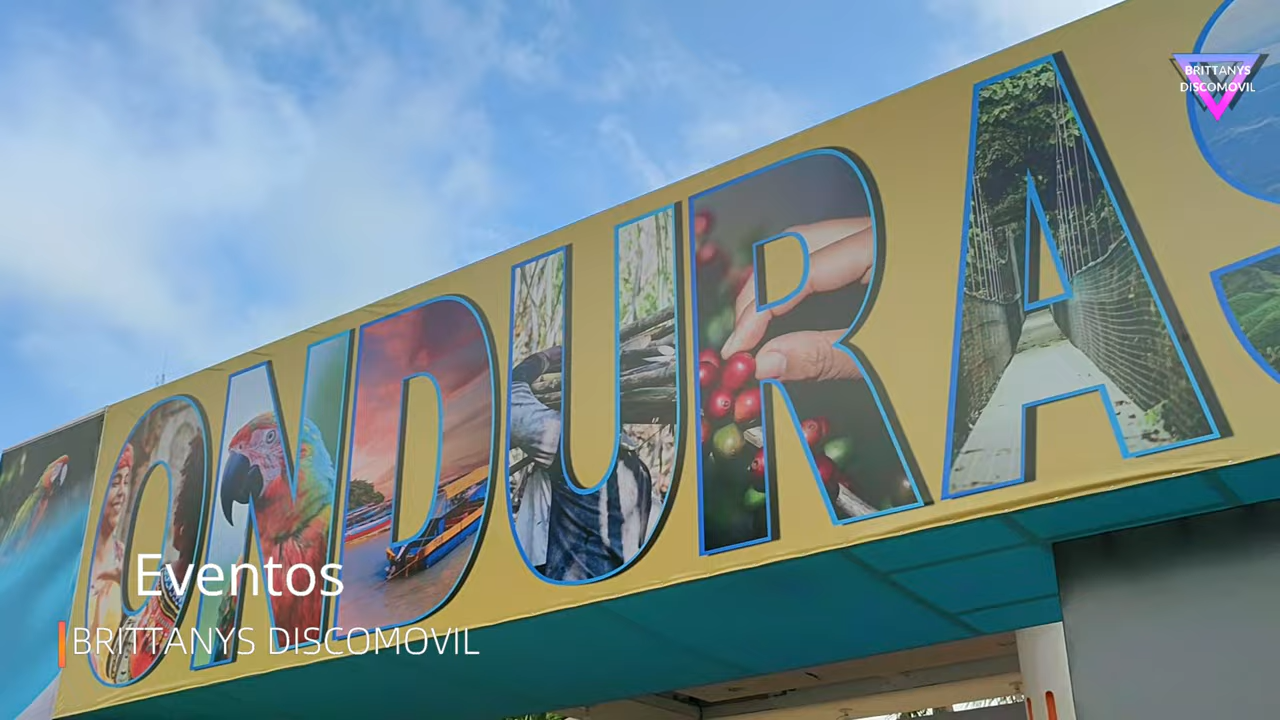 BRITTANYS
DISCOMOVIL
ONDURAS
Eventos
BRITTANYS DISCOMOVIL